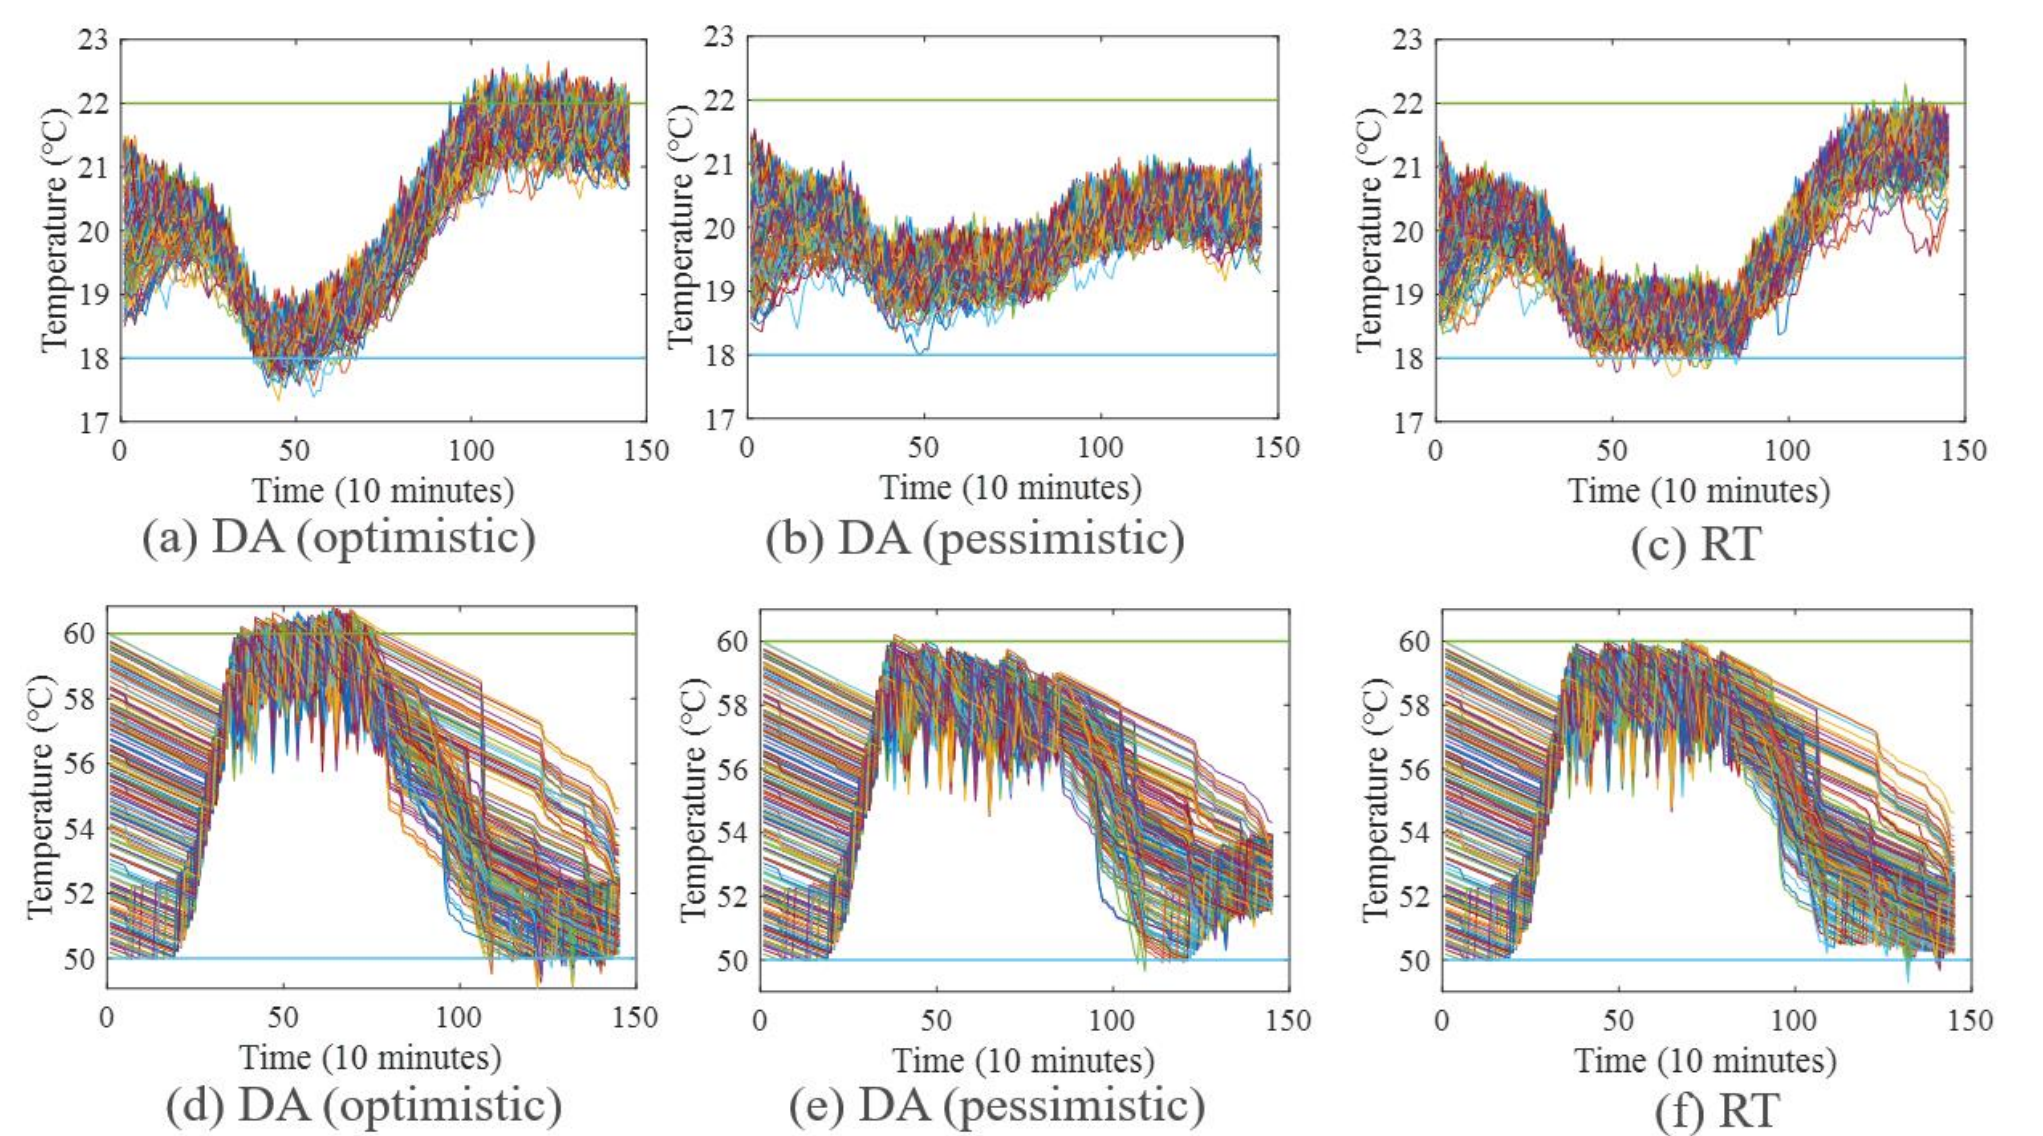 23
22
21
20
19
18
17
Temperature (°C)
0 50 100 150
Time (10 minutes)
(a) DA (optimistic)
23
22
21
20
19
18
17
Temperature (°C)
0 50 100 150
Time (10 minutes)
(b) DA (pessimistic)
23
22
21
20
19
18
17
Temperature (°C)
0 50 100 150
Time (10 minutes)
(c) RT
60
58
56
54
52
50
Temperature (°C)
0 50 100 150
Time (10 minutes)
(d) DA (optimistic)
60
58
56
54
52
50
Temperature (°C)
0 50 100 150
Time (10 minutes)
(e) DA (pessimistic)
60
58
56
54
52
50
Temperature (°C)
0 50 100 150
Time (10 minutes)
(f) RT